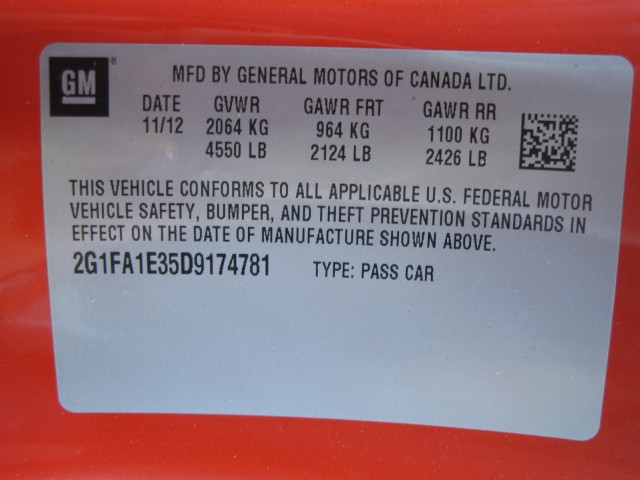 GM ®
MFD BY GENERAL MOTORS OF CANADA LTD.
DATE GVWR GAWR FRT GAWR RR
11/12 2064 KG 964 KG 1100 KG
4550 LB 2124 LB 2426 LB
THIS VEHICLE CONFORMS TO ALL APPLICABLE U.S. FEDERAL MOTOR
VEHICLE SAFETY, BUMPER, AND THEFT PREVENTION STANDARDS IN
EFFECT ON THE DATE OF MANUFACTURE SHOWN ABOVE.
2G1FA1E35D9174781 TYPE: PASS CAR